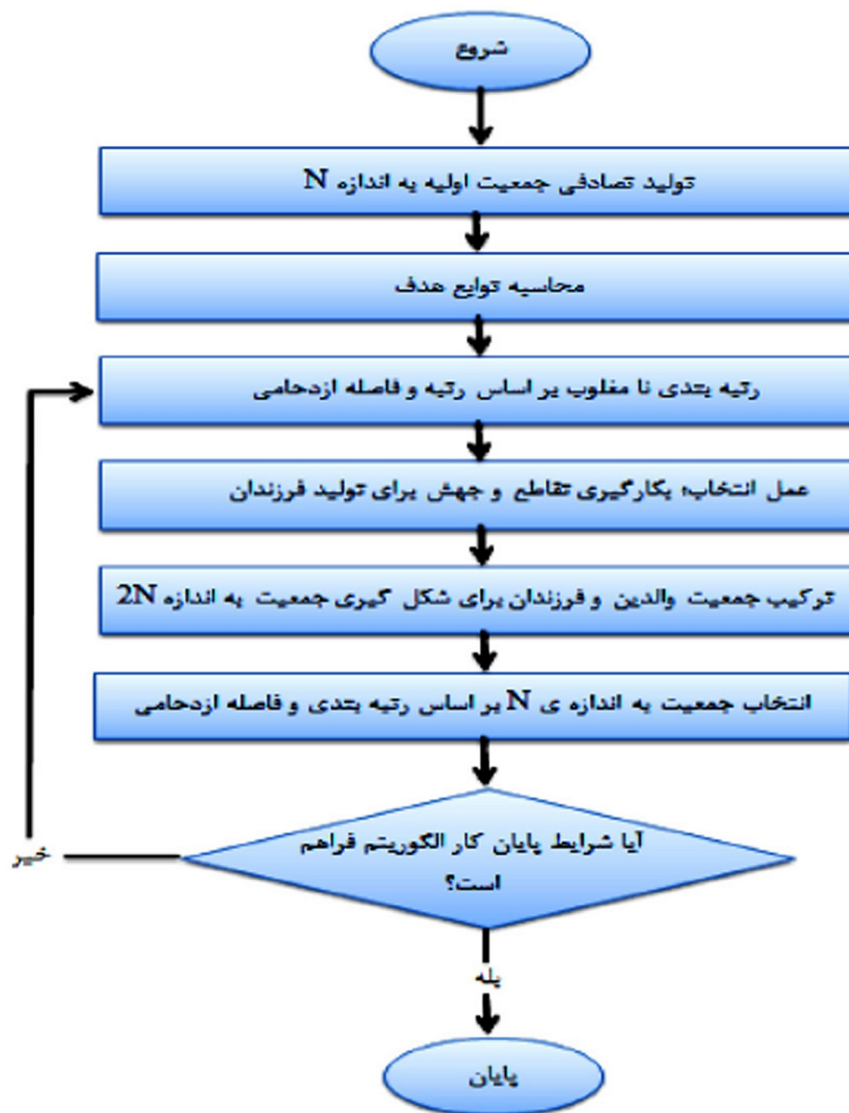 شروع
تولید تصادفی جمعیت اولیه به اندازه N
محاسبه توابع هدف
رتبه بندی نا مغلوب بر اساس رتبه و فاصله ازدحامی
عمل انتخاب؛ بکارگیری تقاطع و جهش برای تولید فرزندان
ترکیب جمعیت والدین و فرزندان برای شکل گیری جمعیت به اندازه 2N
انتخاب جمعیت به اندازه ی N بر اساس رتبه بندی و فاصله ازدحامی
آیا شرایط پایان کار الگوریتم فراهم
است؟
خیر
بله
پایان